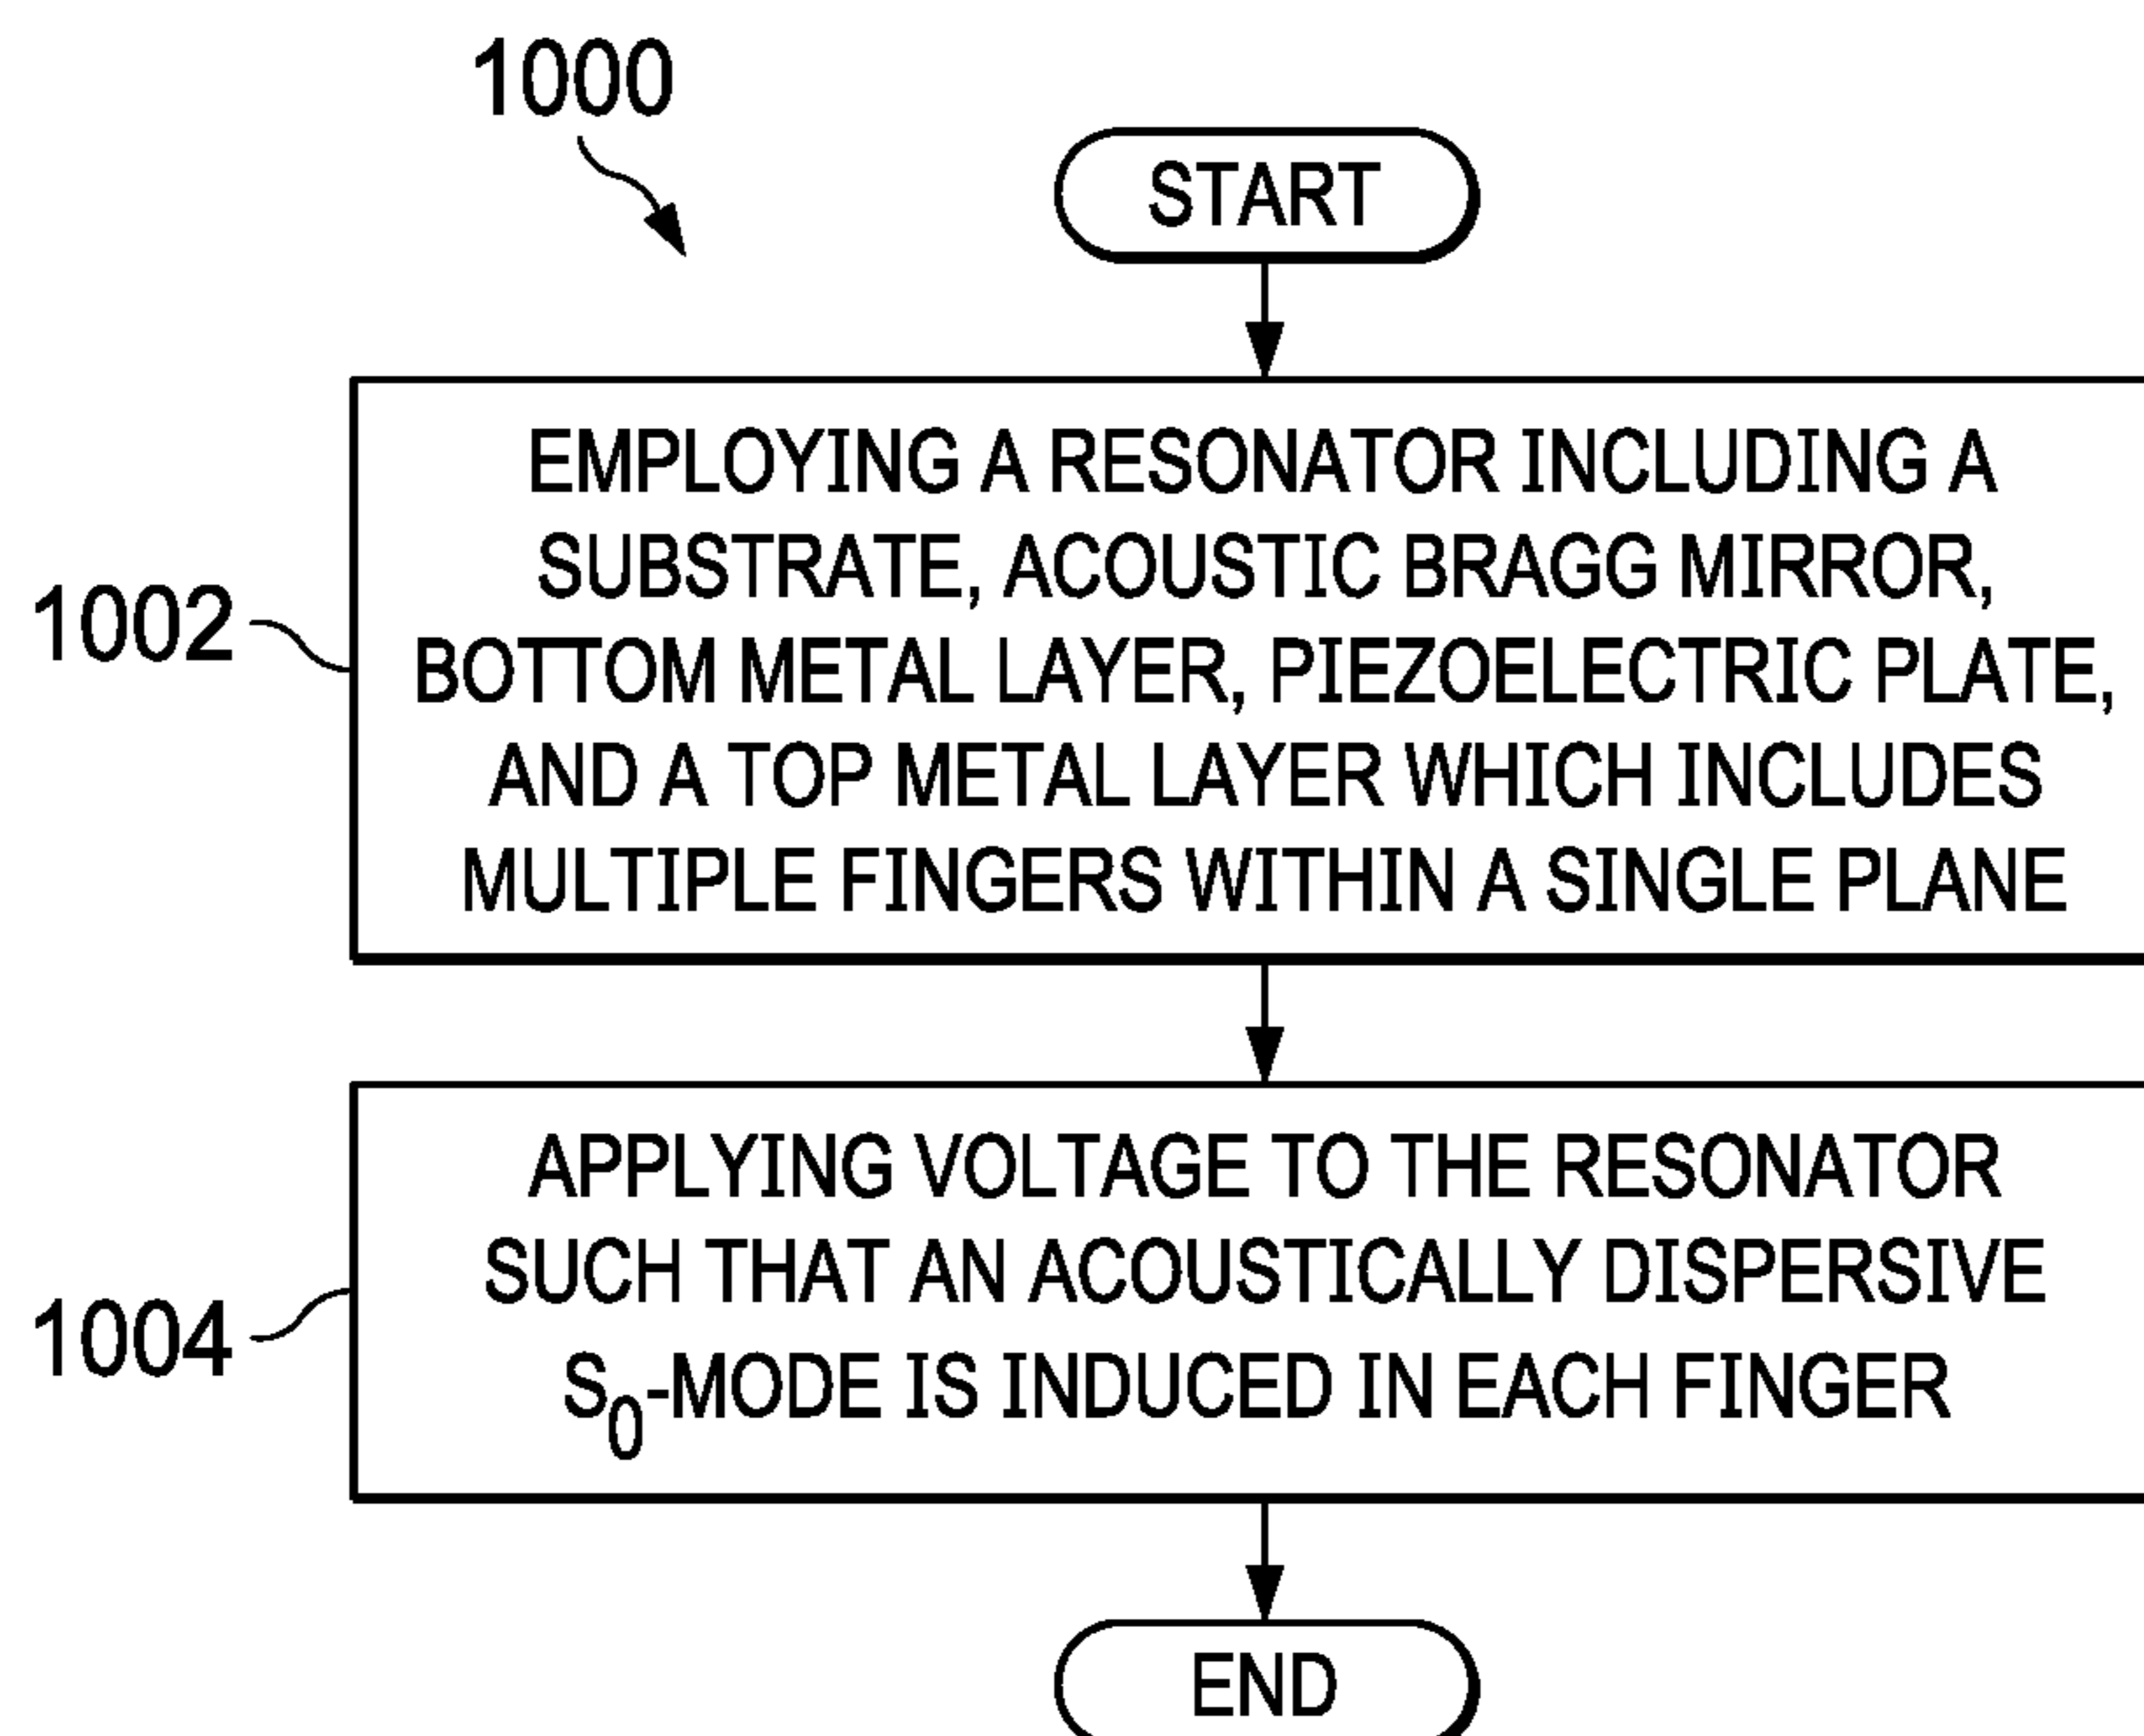 1000
START
1002
EMPLOYING A RESONATOR INCLUDING A
SUBSTRATE, ACOUSTIC BRAGG MIRROR,
BOTTOM METAL LAYER, PIEZOELECTRIC PLATE,
AND A TOP METAL LAYER WHICH INCLUDES
MULTIPLE FINGERS WITHIN A SINGLE PLANE
1004
APPLYING VOLTAGE TO THE RESONATOR
SUCH THAT AN ACOUSTICALLY DISPERSIVE
S₀-MODE IS INDUCED IN EACH FINGER
END